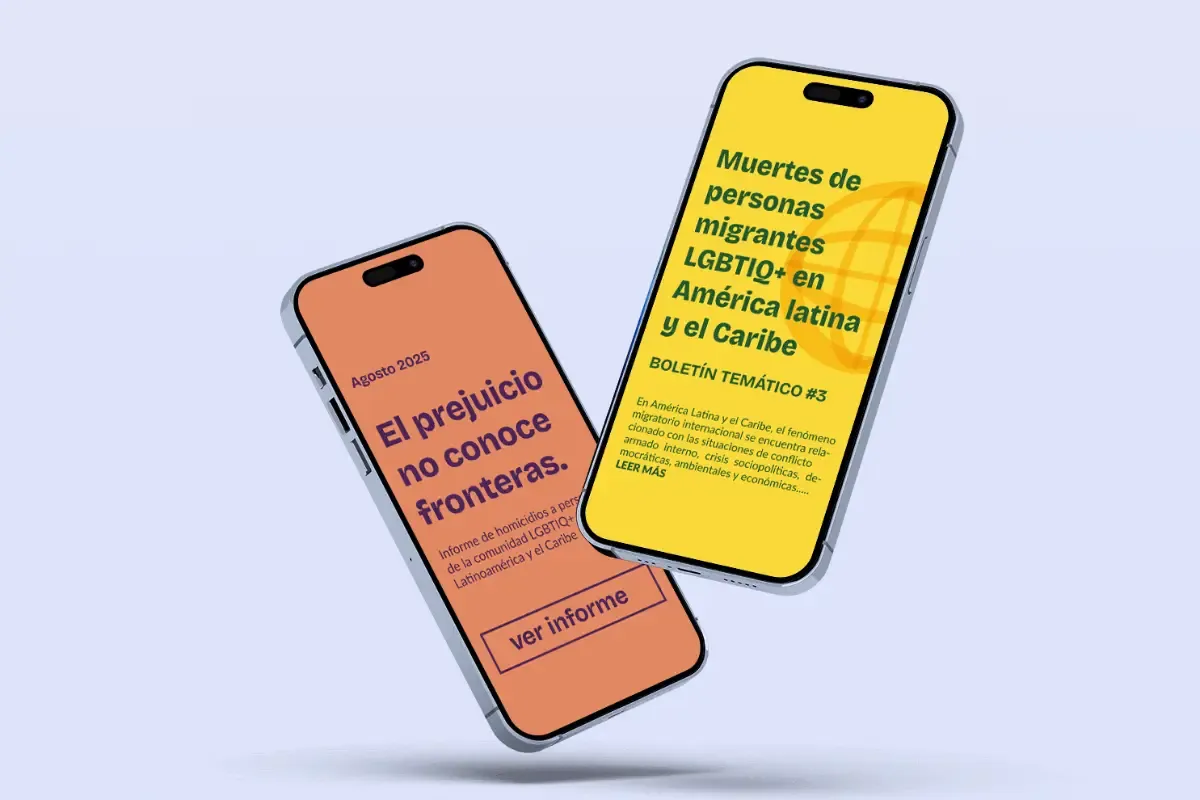 Agosto 2025
El prejuicio
no conoce
fronteras.
Informe de homicidios a
de la comunidad LGBTIQ+
Latinoamérica y el Caribe
ver informe
Muertes de
personas
migrantes
LGBTIQ+ en
América latina
y el Caribe
BOLETÍN TEMÁTICO #3
En América Latina y el Caribe, el fenómeno
migratorio internacional se encuentra rela-
cionado con las situaciones de conflicto
armado interno, crisis sociopolíticas, de-
mocráticas, ambientales y económicas.....
LEER MÁS